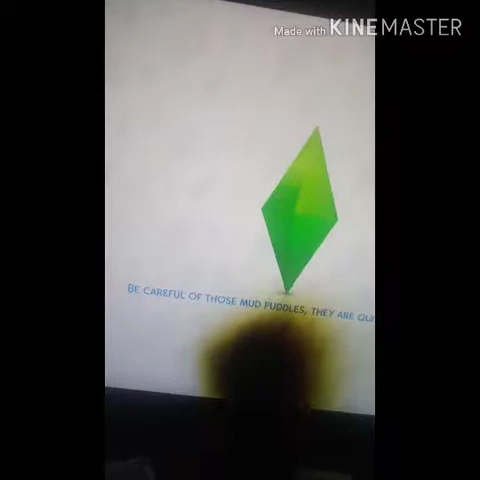 Made with KINEMASTER
BE CAREFUL OF THOSE MUD PUDDLES, THEY ARE